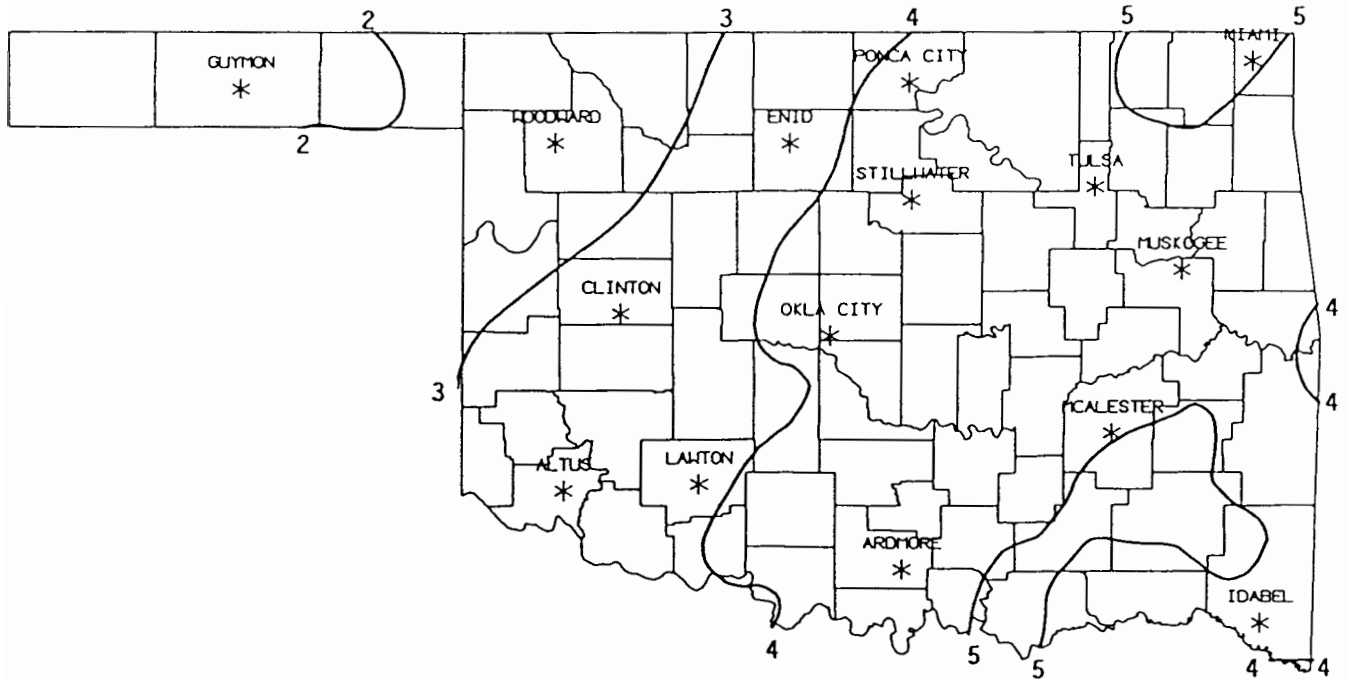 2 3 4 5 5
MIAMI
PONCA CITY
GUYMON
WOODWARD
ENID
2
TULSA
STILLWATER
MUSKOGEE
CLINTON
OKLA CITY
4
3
4
MCALESTER
ALTUS
LAWTON
ARDMORE
IDABEL
4 5 5 4 4